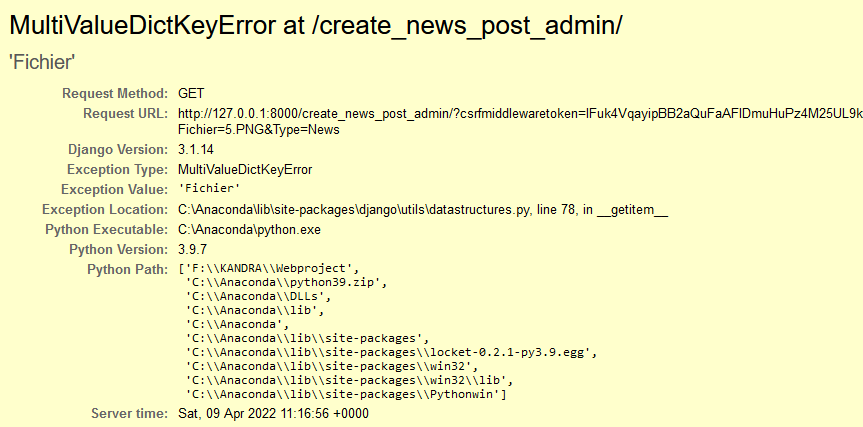 MultiValueDictKeyError at /create_news_post_admin/
'Fichier'
Request Method: GET
Request URL: http://127.0.0.1:8000/create_news_post_admin/?csrfmiddlewaretoken=lFuk4VqayipBB2aQuFaAFlDmuHuPz4M25UL9k
Fichier=5.PNG&Type=News
Django Version: 3.1.14
Exception Type: MultiValueDictKeyError
Exception Value: 'Fichier'
Exception Location: C:\Anaconda\lib\site-packages\django\utils\datastructures.py, line 78, in __getitem__
Python Executable: C:\Anaconda\python.exe
Python Version: 3.9.7
Python Path: ['F:\\KANDRA\\Webproject',
'C:\\Anaconda\\python39.zip',
'C:\\Anaconda\\DLLs',
'C:\\Anaconda\\lib',
'C:\\Anaconda',
'C:\\Anaconda\\lib\\site-packages',
'C:\\Anaconda\\lib\\site-packages\\locket-0.2.1-py3.9.egg',
'C:\\Anaconda\\lib\\site-packages\\win32',
'C:\\Anaconda\\lib\\site-packages\\win32\\lib',
'C:\\Anaconda\\lib\\site-packages\\Pythonwin']
Server time: Sat, 09 Apr 2022 11:16:56 +0000